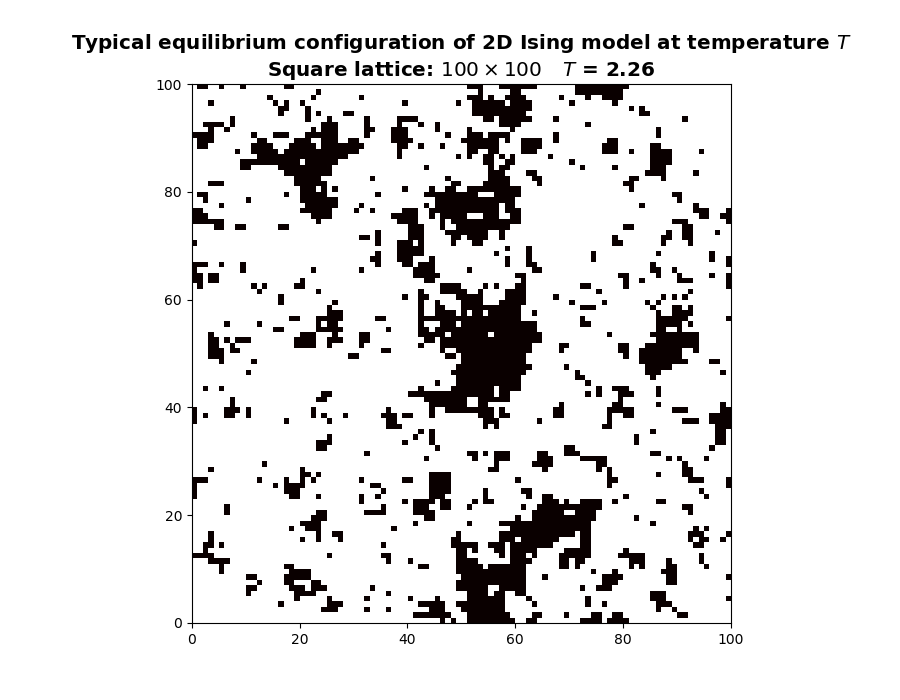 Typical equilibrium configuration of 2D Ising model at temperature T
Square lattice: 100 × 100 T = 2.26
100
80
60
40
20
0
0 20 40 60 80 100